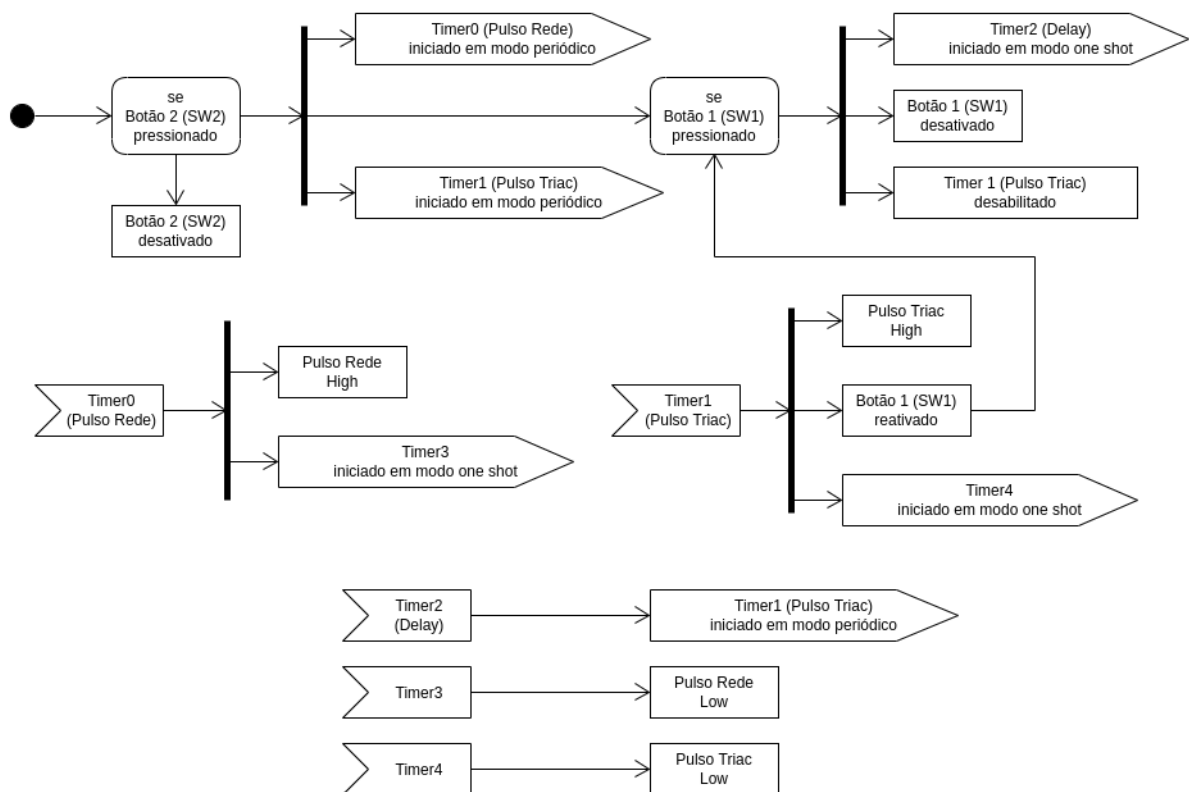 Timer0 (Pulso Rede)
iniciado em modo periódico
Timer2 (Delay)
iniciado em modo one shot
se
Botão 2 (SW2)
pressionado
se
Botão 1 (SW1)
pressionado
Botão 1 (SW1)
desativado
Timer1 (Pulso Triac)
iniciado em modo periódico
Timer 1 (Pulso Triac)
desabilitado
Botão 2 (SW2)
desativado
Pulso Triac
High
Pulso Rede
High
Timer0
(Pulso Rede)
Timer1
(Pulso Triac)
Botão 1 (SW1)
reativado
Timer3
iniciado em modo one shot
Timer4
iniciado em modo one shot
Timer2
(Delay)
Timer1 (Pulso Triac)
iniciado em modo periódico
Timer3
Pulso Rede
Low
Timer4
Pulso Triac
Low